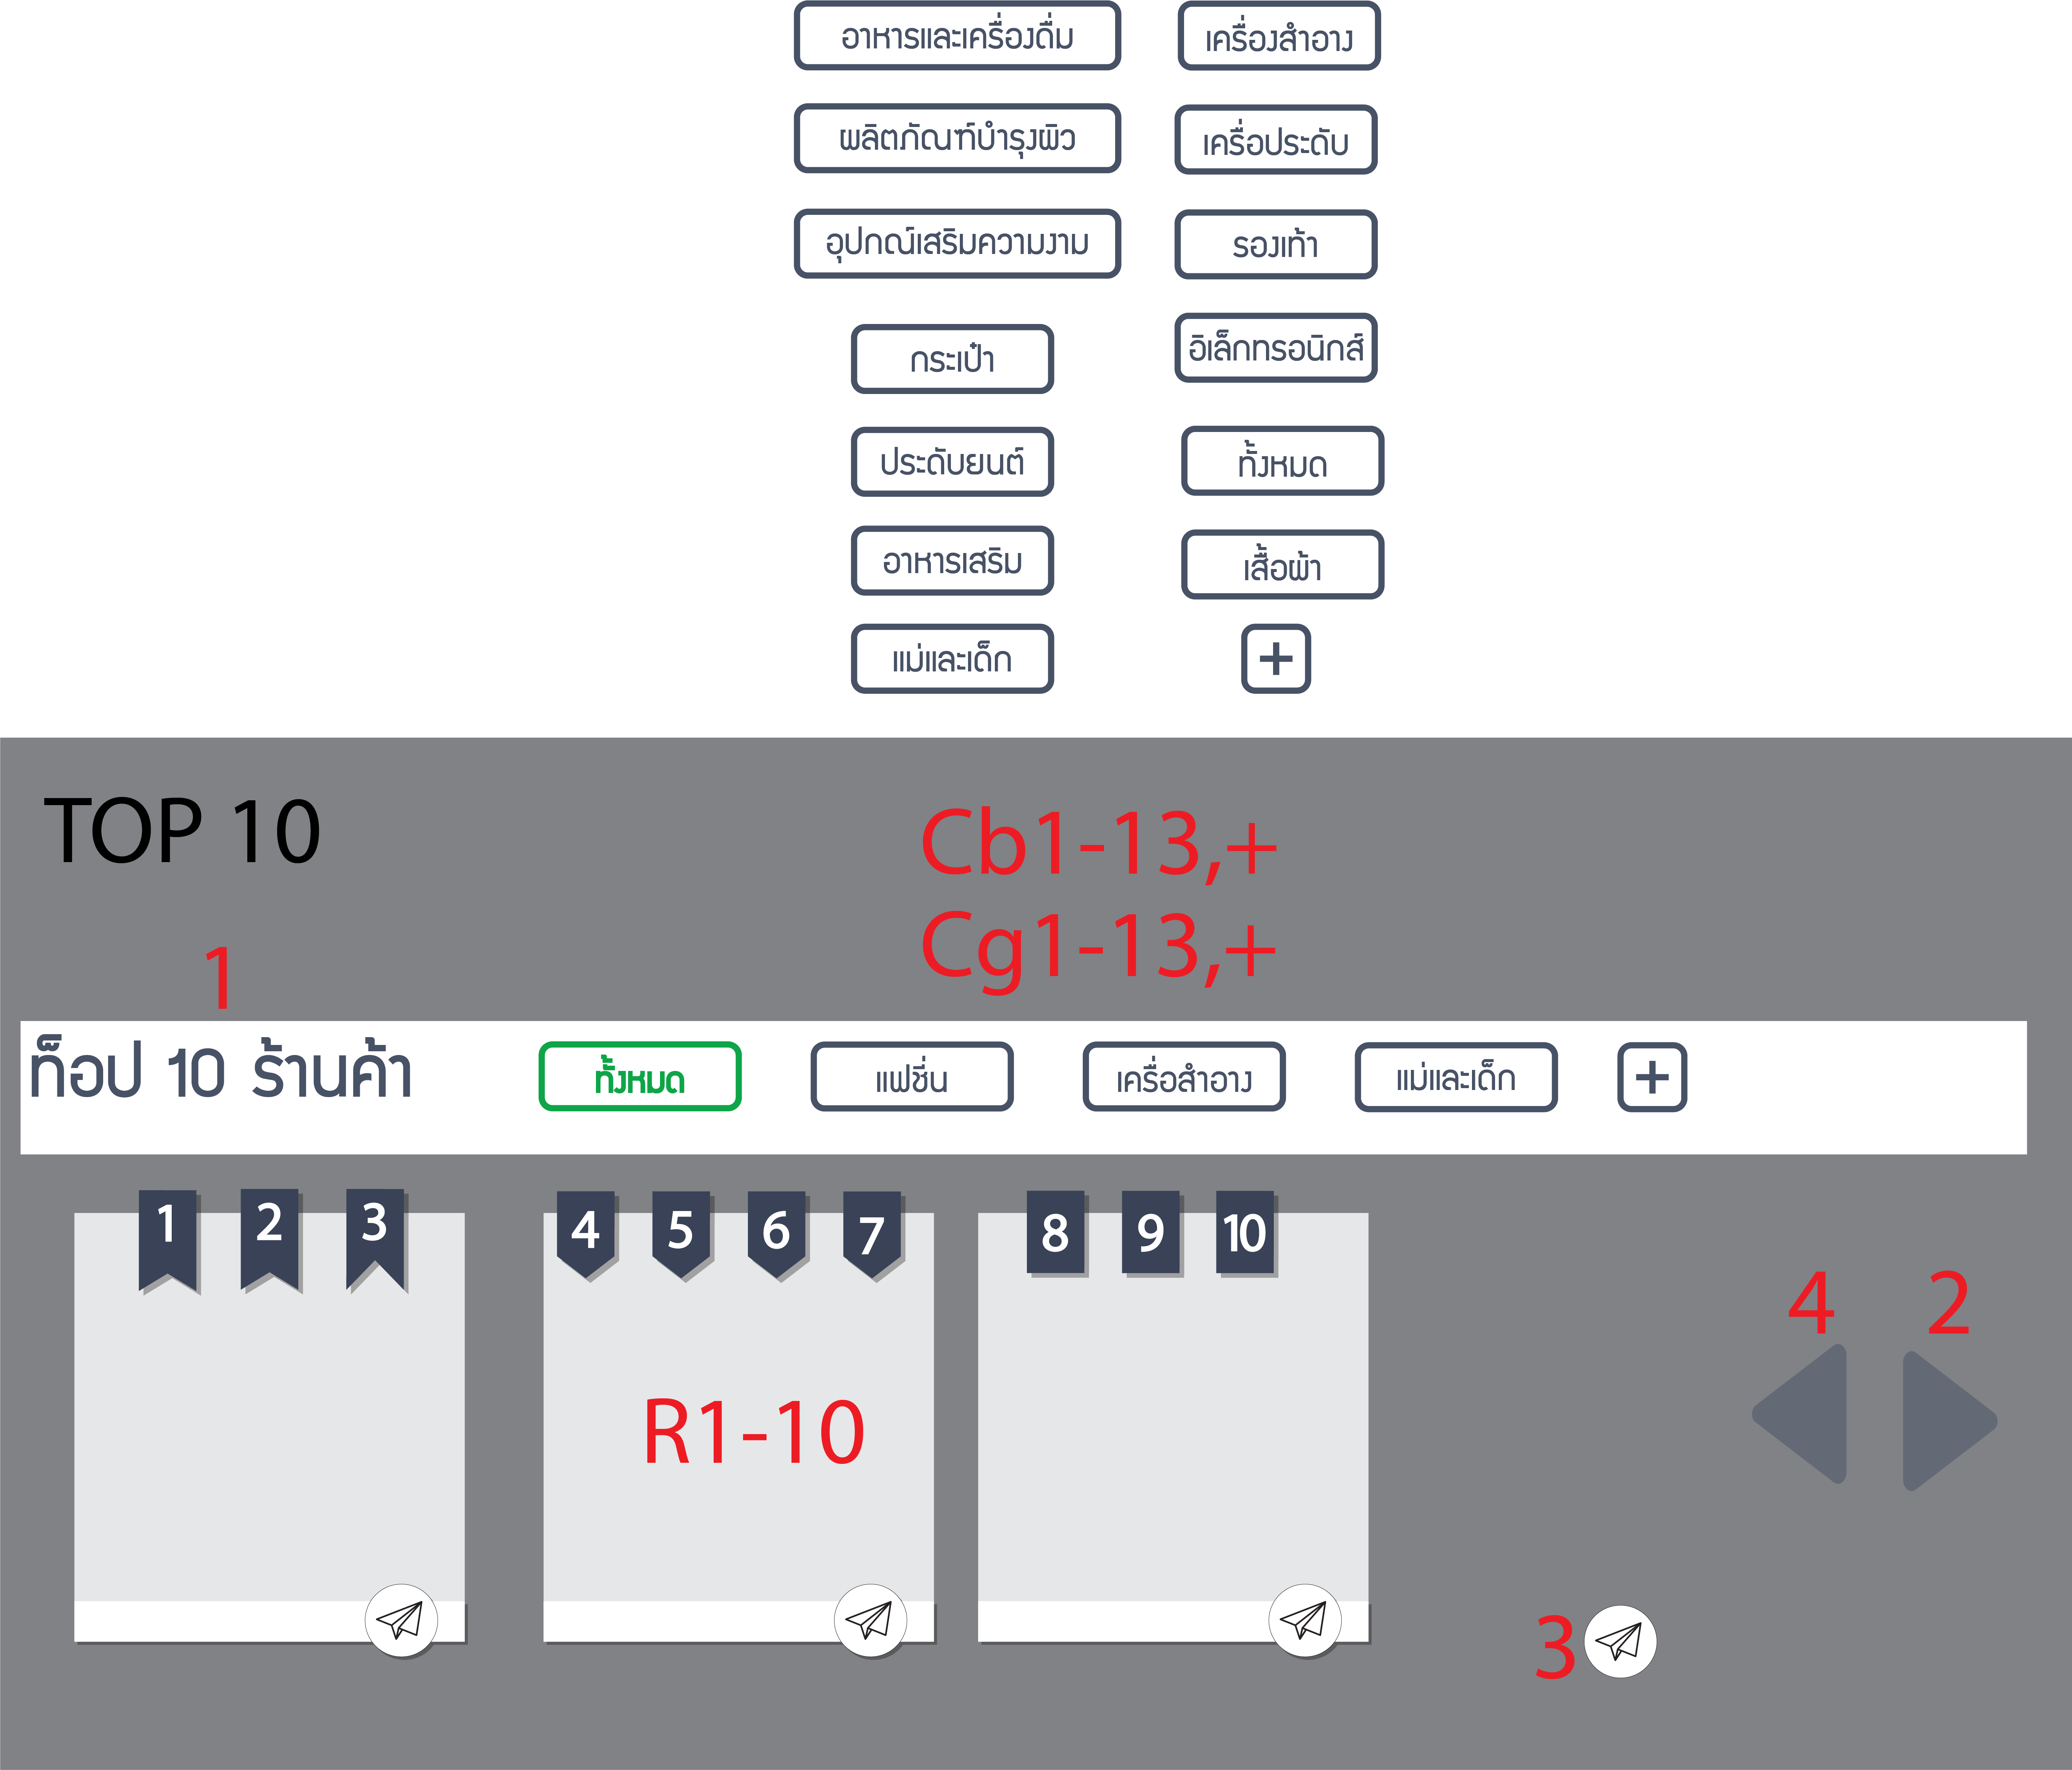 อาหารและเครื่องดื่ม
เครื่องสำอาง
ผลิตภัณฑ์บำรุงผิว
เครื่อประดับ
อุปกณ์เสริมความงาม
รองเท้า
กระเป๋า
อิเล็กทรอนิกส์
ประดับยนต์
ทั้งหมด
อาหารเสริม
เสื้อผ้า
แม่และเด็ก
+
TOP 10
Cb1-13,+
Cg1-13,+
1
ท็อป 10 ร้านค้า
ทั้งหมด
แฟชั่น
เครื่อสำอาง
แม่และเด็ก
+
1 2 3
4 5 6 7
8 9 10
4 2
R1-10
3